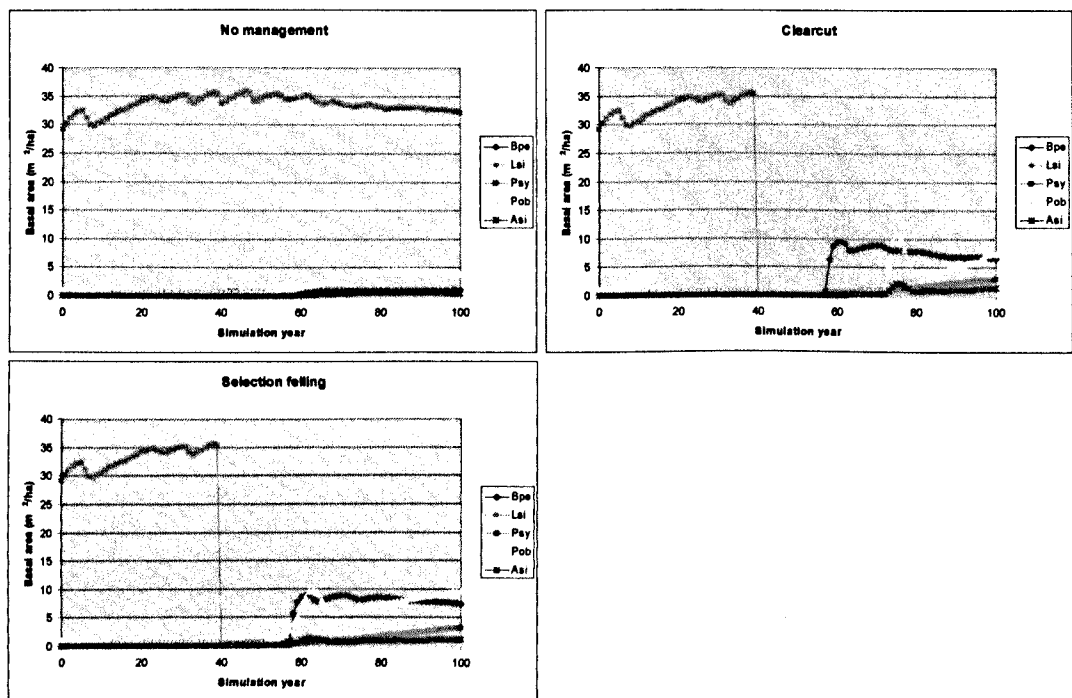 No management
Basal area (m²/ha)
40
35
30
25
20
15
10
5
0
0 20 40 60 80 100
Simulation year
Bpe
Lsi
Psy
Pob
Asi
Clearcut
Basal area (m²/ha)
40
35
30
25
20
15
10
5
0
0 20 40 60 80 100
Simulation year
Bpe
Lsi
Psy
Pob
Asi
Selection felling
Basal area (m²/ha)
40
35
30
25
20
15
10
5
0
0 20 40 60 80 100
Simulation year
Bpe
Lsi
Psy
Pob
Asi